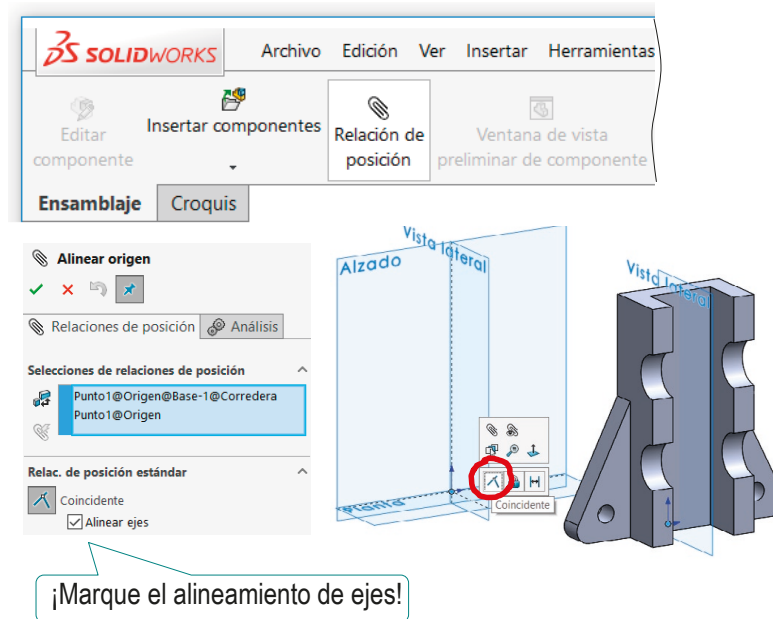 SOLIDWORKS
Archivo Edición Ver Insertar Herramientas
Editar componente
Insertar componentes
Relación de posición
Ventana de vista preliminar de componente
Ensamblaje Croquis
Alinear origen
Relaciones de posición Análisis
Selecciones de relaciones de posición
Punto1@Origen@Base-1@Corredera
Punto1@Origen
Relac. de posición estándar
Coincidente
Alinear ejes
¡Marque el alineamiento de ejes!
Vista lateral
Alzado
Planta
Coincidente
Vista lateral